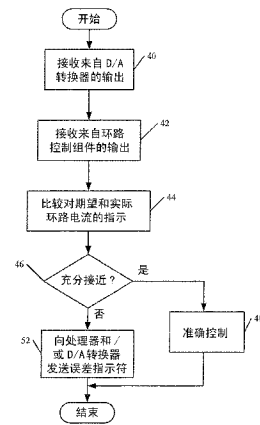 开始
接收来自 D/A
转换器的输出
40
接收来自环路
控制组件的输出
42
比较对期望和实际
环路电流的指示
44
46
充分接近？
是
否
准确控制
52
向处理器和 /
或 D/A 转换器
发送误差指示符
结束